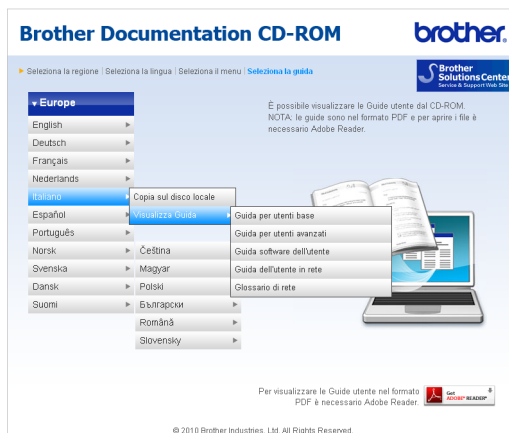 Brother Documentation CD-ROM
brother.
Seleziona la regione | Seleziona la lingua | Seleziona il menu | Seleziona la guida
Brother
Solutions Center
Service & Support Web Site
Europe
È possibile visualizzare le Guide utente dal CD-ROM.
NOTA: le guide sono nel formato PDF e per aprire i file è
necessario Adobe Reader.
English
Deutsch
Français
Nederlands
Italiano
Copia sul disco locale
Español
Visualizza Guida
Guida per utenti base
Português
Guida per utenti avanzati
Norsk
Čeština
Guida software dell'utente
Svenska
Magyar
Guida dell'utente in rete
Dansk
Polski
Glossario di rete
Suomi
Български
Română
Slovensky
Per visualizzare le Guide utente nel formato
PDF è necessario Adobe Reader.
Get
ADOBE® READER®
© 2010 Brother Industries, Ltd. All Rights Reserved.